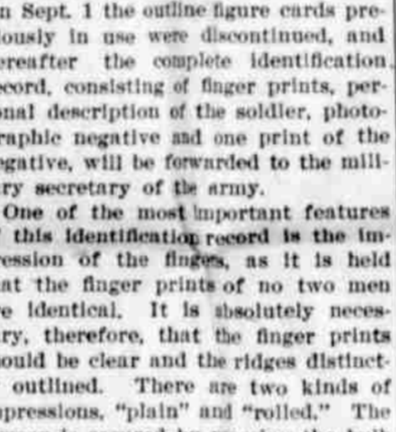 n Sept. 1 the outline figure cards pre-
iously in use were discontinued, and
ereafter the complete identification
ecord, consisting of finger prints, per-
onal description of the soldier, photo-
raphic negative and one print of the
egative, will be forwarded to the mili-
ry secretary of the army.
One of the most important features
this identification record is the im-
ession of the finges, as it is held
at the finger prints of no two men
e identical. It is absolutely neces-
ry, therefore, that the finger prints
ould be clear and the ridges distinct-
outlined. There are two kinds of
pressions, "plain" and "rolled." The